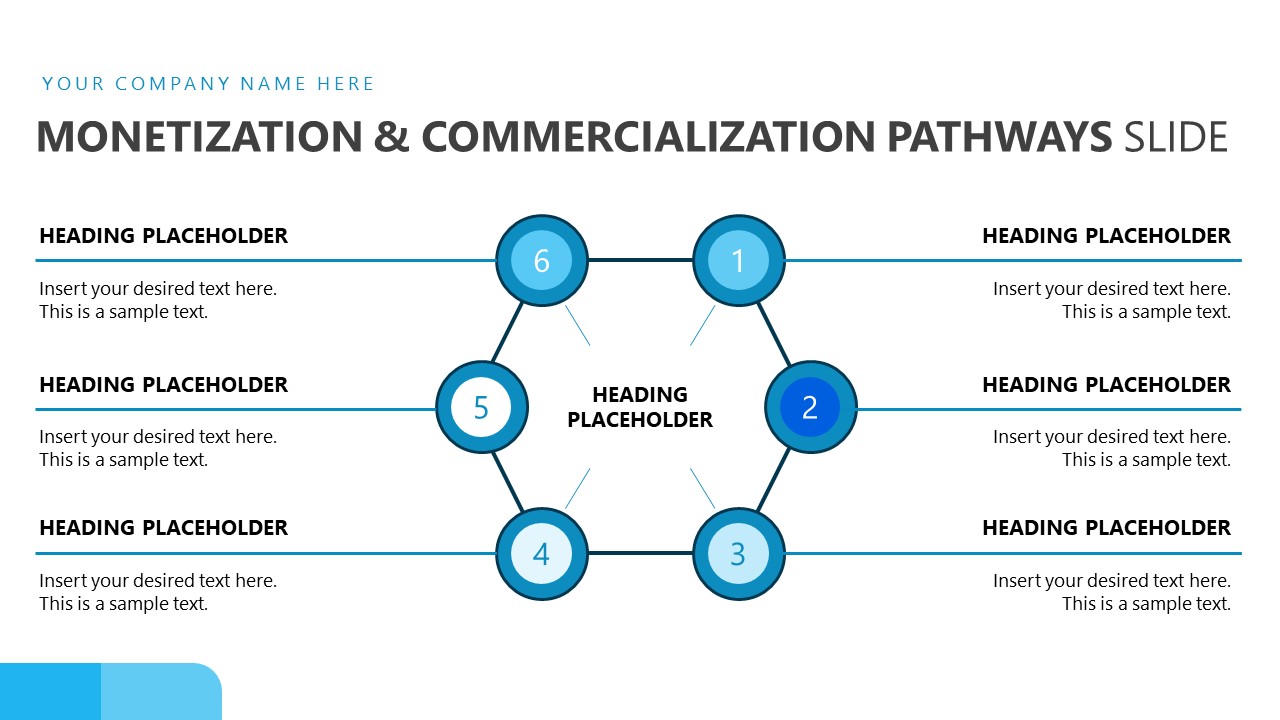 YOUR COMPANY NAME HERE
MONETIZATION & COMMERCIALIZATION PATHWAYS SLIDE
HEADING PLACEHOLDER
Insert your desired text here.
This is a sample text.
HEADING PLACEHOLDER
Insert your desired text here.
This is a sample text.
HEADING PLACEHOLDER
Insert your desired text here.
This is a sample text.
6
1
5
HEADING
PLACEHOLDER
2
4
3
HEADING PLACEHOLDER
Insert your desired text here.
This is a sample text.
HEADING PLACEHOLDER
Insert your desired text here.
This is a sample text.
HEADING PLACEHOLDER
Insert your desired text here.
This is a sample text.